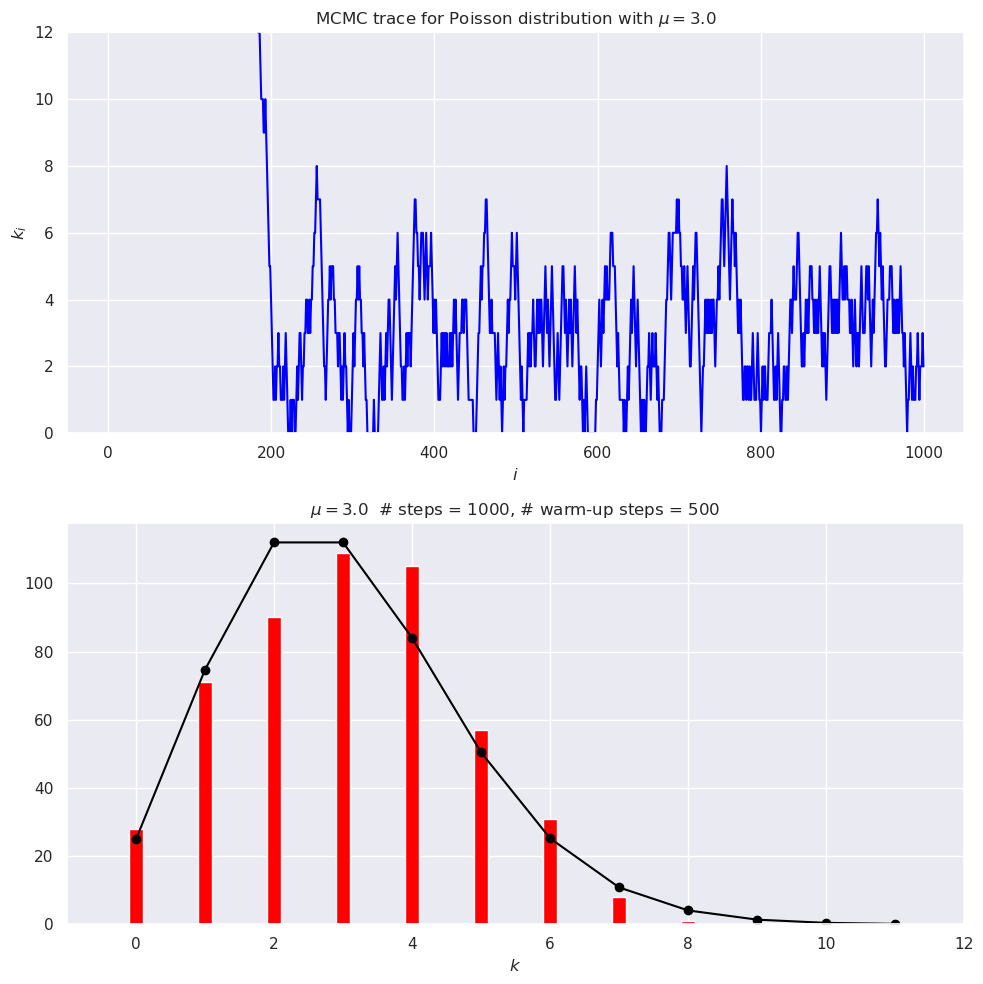 MCMC trace for Poisson distribution with μ = 3.0
12
10
8
6
4
2
0
k_i
0 200 400 600 800 1000
i
μ = 3.0 # steps = 1000, # warm-up steps = 500
100
80
60
40
20
0
0 2 4 6 8 10 12
k